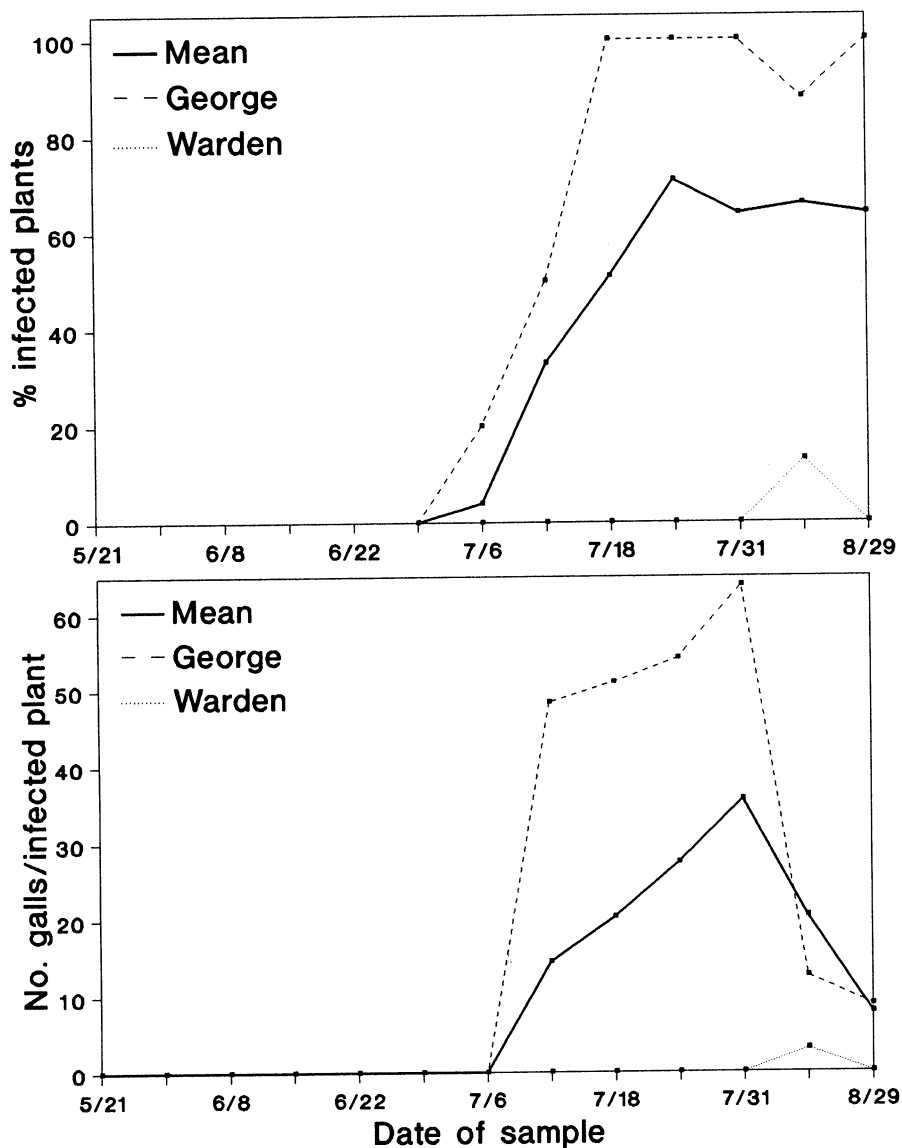 % infected plants
100
80
60
40
20
0
Mean
George
Warden
5/21 6/8 6/22 7/6 7/18 7/31 8/29
No. galls/infected plant
60
50
40
30
20
10
0
Mean
George
Warden
5/21 6/8 6/22 7/6 7/18 7/31 8/29
Date of sample